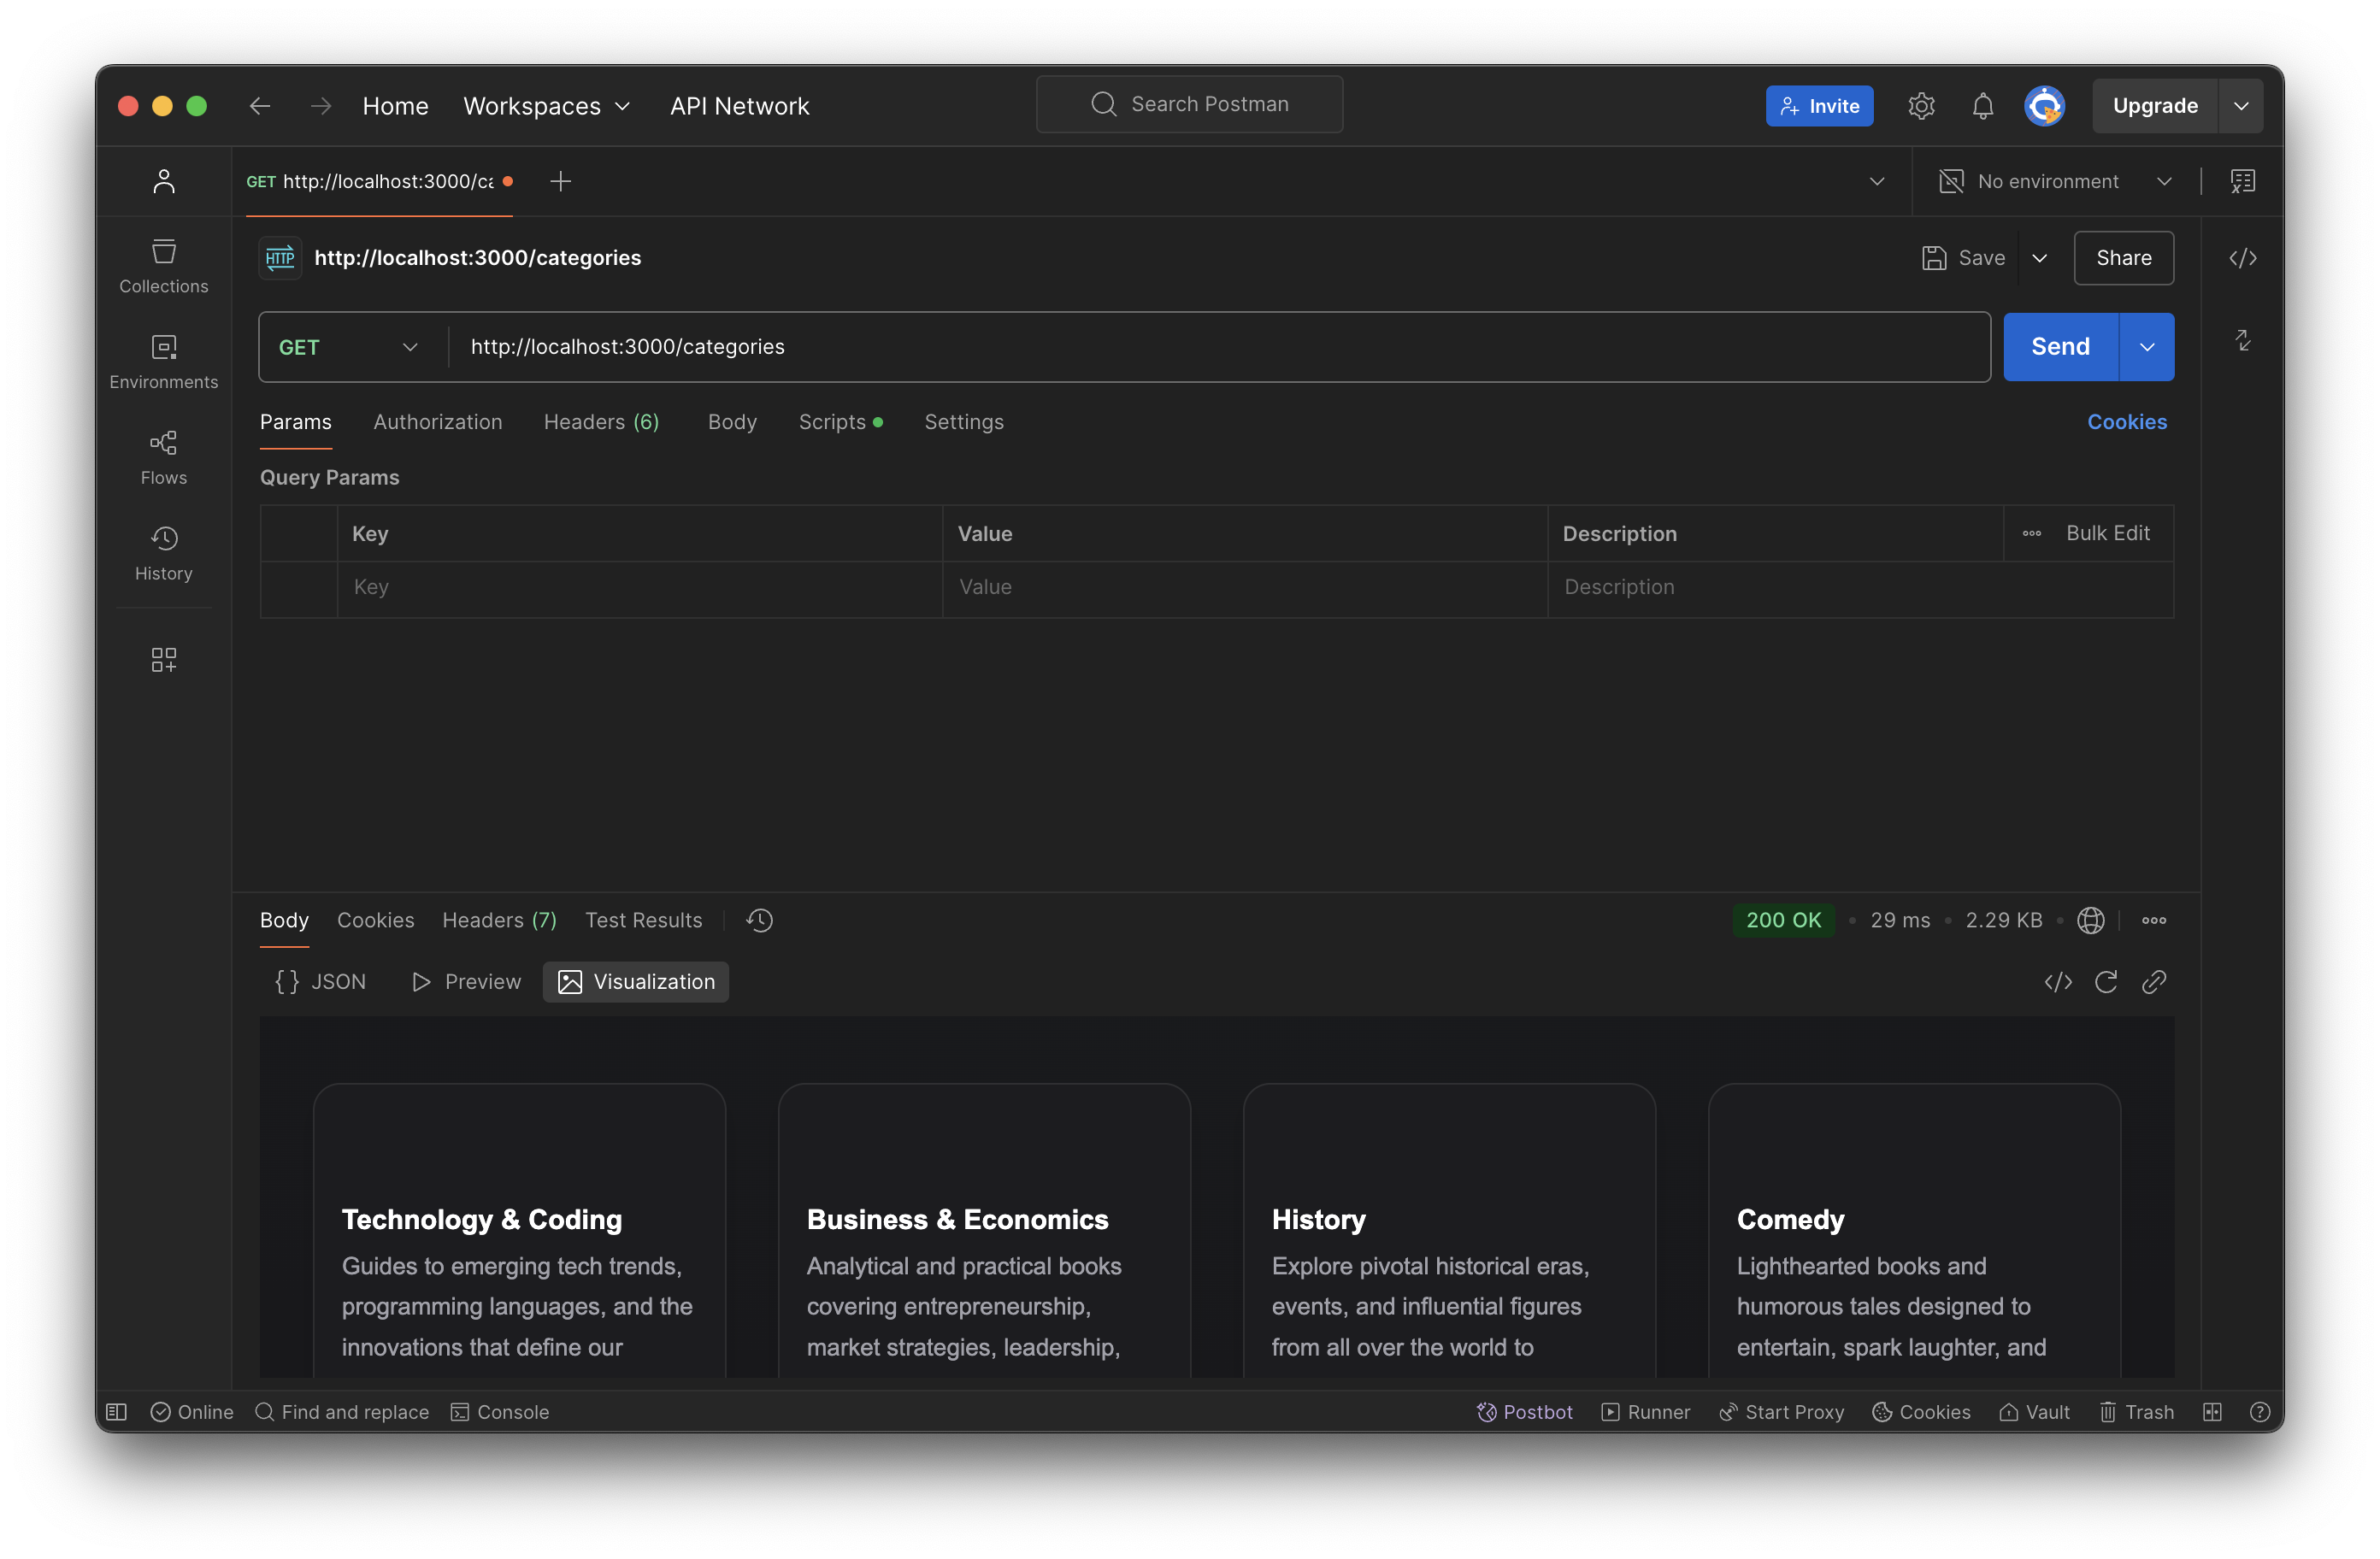 Home Workspaces API Network Search Postman Invite Upgrade
GET http://localhost:3000/ca No environment
HTTP http://localhost:3000/categories Save Share
Collections
Environments
Flows
History
GET http://localhost:3000/categories Send
Params Authorization Headers (6) Body Scripts Settings Cookies
Query Params
Key Value Description Bulk Edit
Key Value Description
Body Cookies Headers (7) Test Results 200 OK 29 ms 2.29 KB
{} JSON Preview Visualization
Technology & Coding
Guides to emerging tech trends,
programming languages, and the
innovations that define our
Business & Economics
Analytical and practical books
covering entrepreneurship,
market strategies, leadership,
History
Explore pivotal historical eras,
events, and influential figures
from all over the world to
Comedy
Lighthearted books and
humorous tales designed to
entertain, spark laughter, and
Online Find and replace Console Postbot Runner Start Proxy Cookies Vault Trash